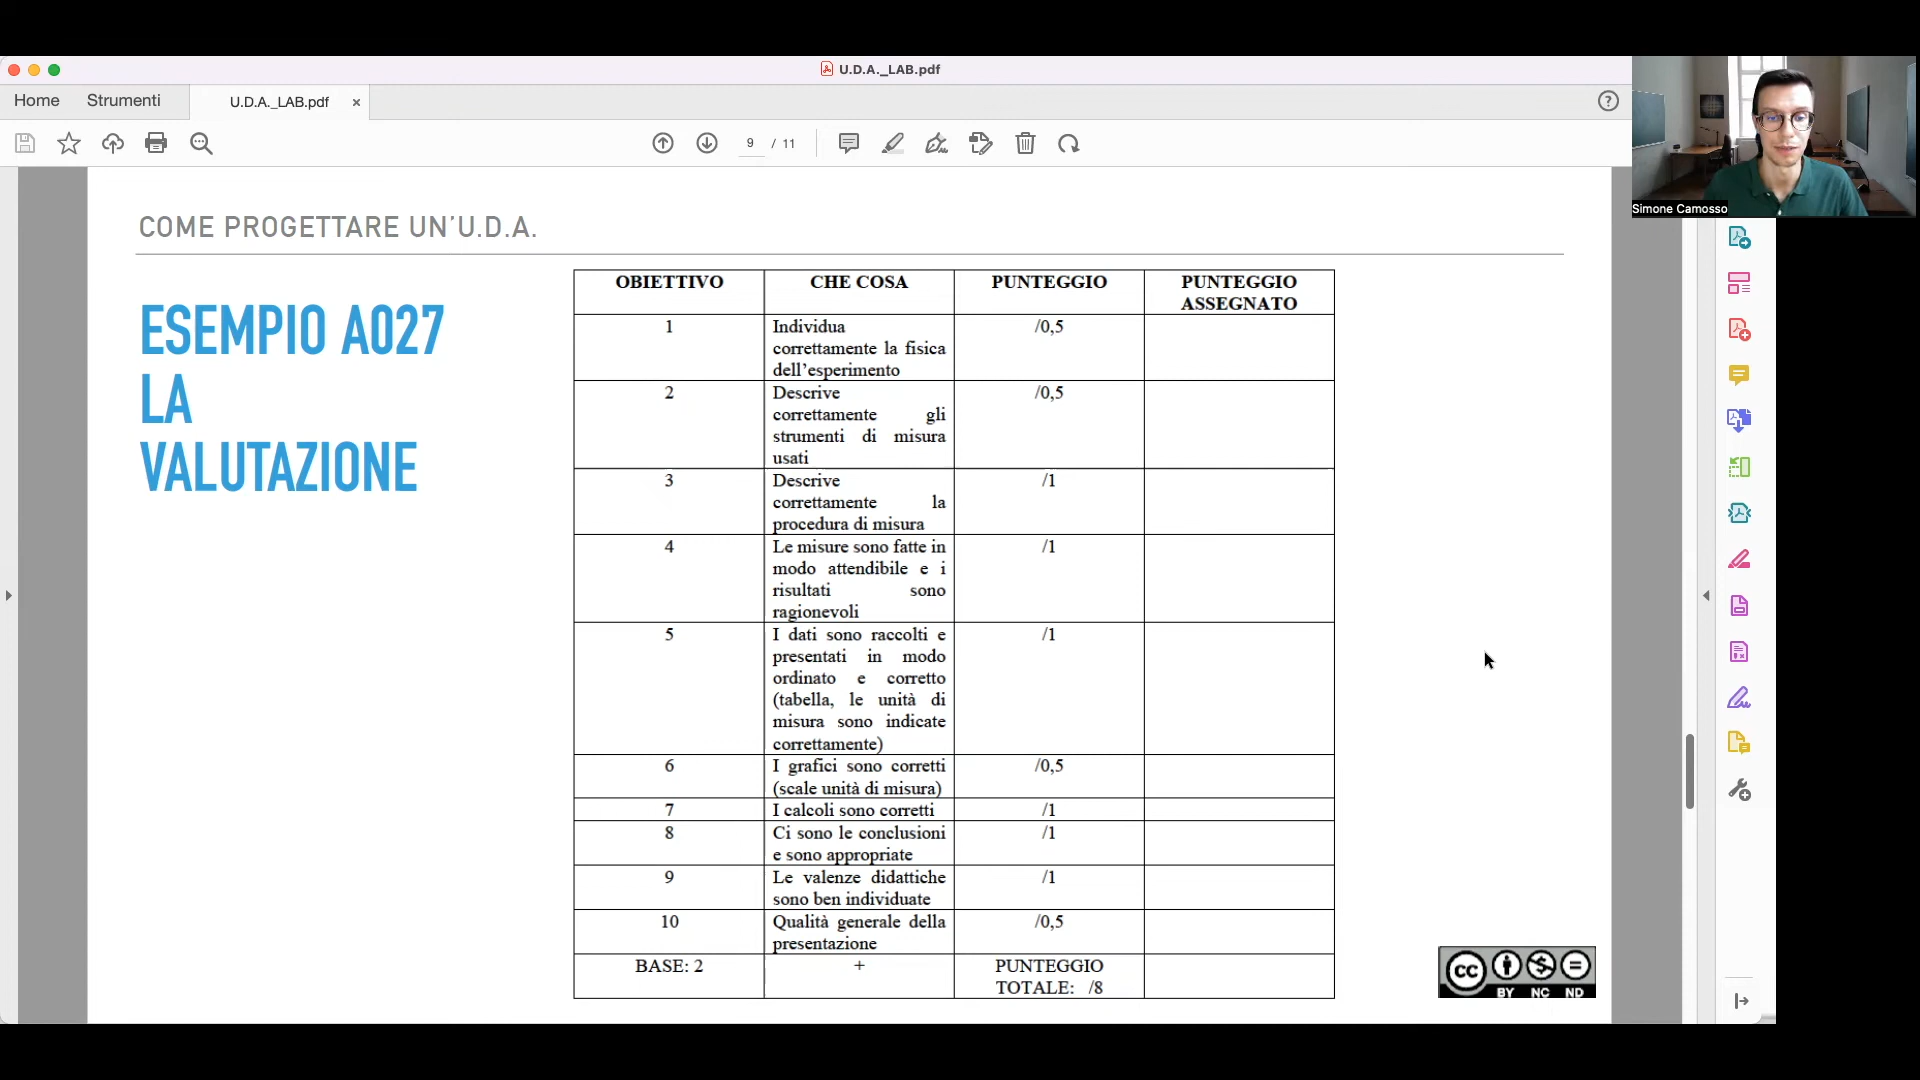 U.D.A._LAB.pdf
Home
Strumenti
U.D.A._LAB.pdf
9 / 11
Simone Camosso
COME PROGETTARE UN'U.D.A.
ESEMPIO A027
LA
VALUTAZIONE
OBIETTIVO
CHE COSA
PUNTEGGIO
PUNTEGGIO
ASSEGNATO
1
Individua
correttamente la fisica
dell'esperimento
/0,5
2
Descrive
correttamente gli
strumenti di misura
usati
/0,5
3
Descrive
correttamente la
procedura di misura
/1
4
Le misure sono fatte in
modo attendibile e i
risultati sono
ragionevoli
/1
5
I dati sono raccolti e
presentati in modo
ordinato e corretto
(tabella, le unità di
misura sono indicate
correttamente)
/1
6
I grafici sono corretti
(scale unità di misura)
/0,5
7
I calcoli sono corretti
/1
8
Ci sono le conclusioni
e sono appropriate
/1
9
Le valenze didattiche
sono ben individuate
/1
10
Qualità generale della
presentazione
/0,5
BASE: 2
+
PUNTEGGIO
TOTALE: /8
cc
BY NC ND